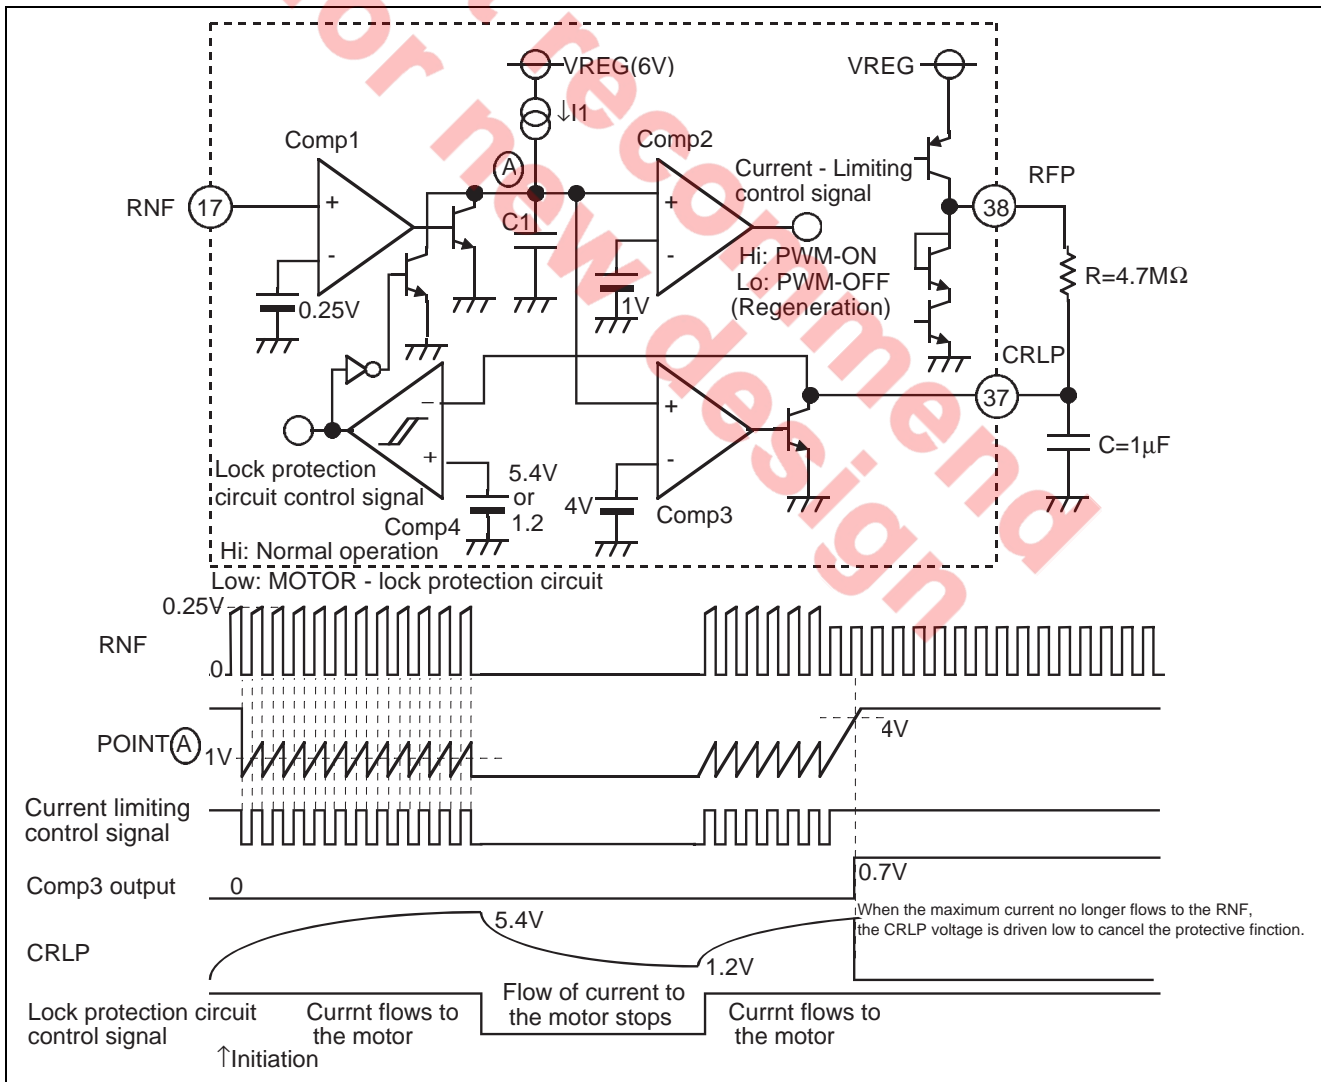 Not recommend
for new design
VREG(6V)
VREG
↓I1
Comp1
Comp2
A
Current - Limiting
control signal
RFP
RNF
17
+
-
C1
+
-
38
Hi: PWM-ON
Lo: PWM-OFF
(Regeneration)
R=4.7MΩ
0.25V
1V
CRLP
37
−
+
+
-
C=1μF
Lock protection
circuit control signal
5.4V
or
1.2
4V
Comp4
Comp3
Hi: Normal operation
Low: MOTOR - lock protection circuit
0.25V
RNF
0
POINT A
1V
4V
Current limiting
control signal
Comp3 output
0
0.7V
When the maximum current no longer flows to the RNF,
the CRLP voltage is driven low to cancel the protective finction.
5.4V
CRLP
1.2V
Lock protection circuit
control signal
Currnt flows to
the motor
Flow of current to
the motor stops
Currnt flows to
the motor
↑Initiation